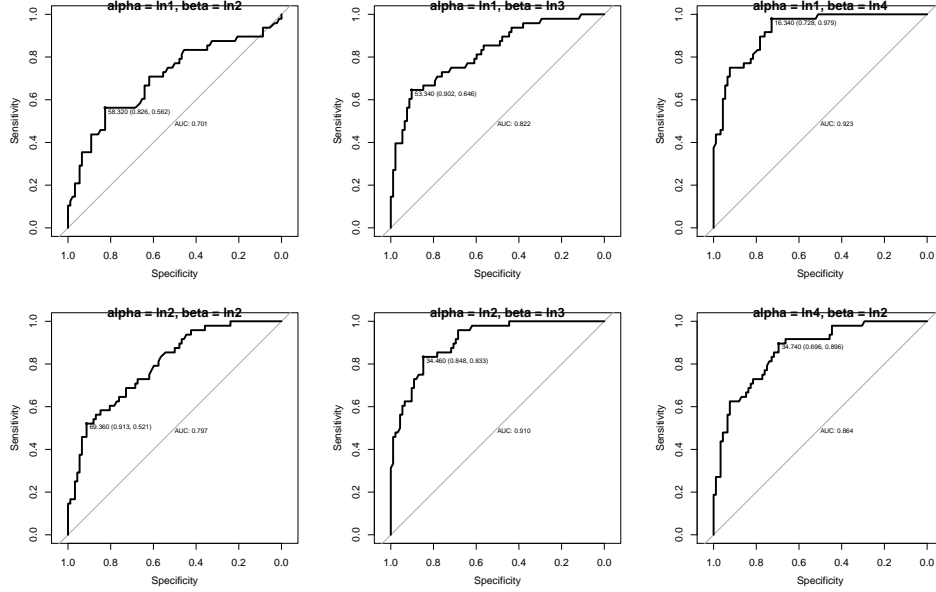 alpha = ln1, beta = ln2
Sensitivity
0.0
0.2
0.4
0.6
0.8
1.0
58.320 (0.826, 0.562)
AUC: 0.701
1.0 0.8 0.6 0.4 0.2 0.0
Specificity
alpha = ln1, beta = ln3
Sensitivity
0.0
0.2
0.4
0.6
0.8
1.0
53.340 (0.902, 0.646)
AUC: 0.822
1.0 0.8 0.6 0.4 0.2 0.0
Specificity
alpha = ln1, beta = ln4
Sensitivity
0.0
0.2
0.4
0.6
0.8
1.0
16.340 (0.728, 0.979)
AUC: 0.923
1.0 0.8 0.6 0.4 0.2 0.0
Specificity
alpha = ln2, beta = ln2
Sensitivity
0.0
0.2
0.4
0.6
0.8
1.0
69.360 (0.913, 0.521)
AUC: 0.797
1.0 0.8 0.6 0.4 0.2 0.0
Specificity
alpha = ln2, beta = ln3
Sensitivity
0.0
0.2
0.4
0.6
0.8
1.0
34.460 (0.848, 0.833)
AUC: 0.910
1.0 0.8 0.6 0.4 0.2 0.0
Specificity
alpha = ln4, beta = ln2
Sensitivity
0.0
0.2
0.4
0.6
0.8
1.0
34.740 (0.696, 0.896)
AUC: 0.864
1.0 0.8 0.6 0.4 0.2 0.0
Specificity